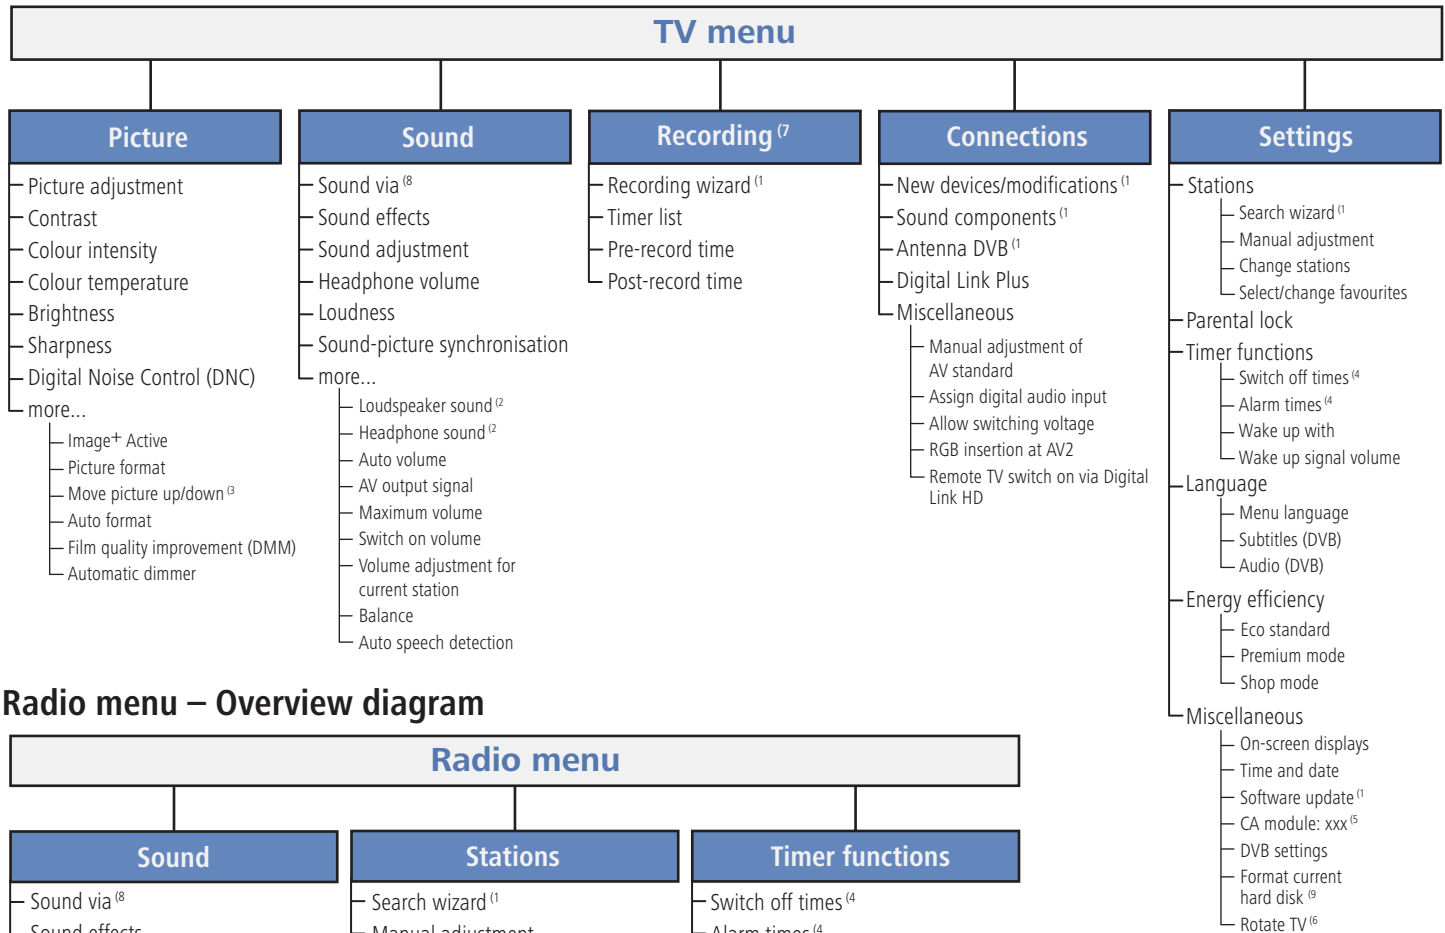 TV menu
Picture
Picture adjustment
Contrast
Colour intensity
Colour temperature
Brightness
Sharpness
Digital Noise Control (DNC)
more...
Image+ Active
Picture format
Move picture up/down (3
Auto format
Film quality improvement (DMM)
Automatic dimmer
Sound
Sound via (8
Sound effects
Sound adjustment
Headphone volume
Loudness
Sound-picture synchronisation
more...
Loudspeaker sound (2
Headphone sound (2
Auto volume
AV output signal
Maximum volume
Switch on volume
Volume adjustment for
current station
Balance
Auto speech detection
Recording (7
Recording wizard (1
Timer list
Pre-record time
Post-record time
Connections
New devices/modifications (1
Sound components (1
Antenna DVB (1
Digital Link Plus
Miscellaneous
Manual adjustment of
AV standard
Assign digital audio input
Allow switching voltage
RGB insertion at AV2
Remote TV switch on via Digital
Link HD
Settings
Stations
Search wizard (1
Manual adjustment
Change stations
Select/change favourites
Parental lock
Timer functions
Switch off times (4
Alarm times (4
Wake up with
Wake up signal volume
Language
Menu language
Subtitles (DVB)
Audio (DVB)
Energy efficiency
Eco standard
Premium mode
Shop mode
Miscellaneous
On-screen displays
Time and date
Software update (1
CA module: xxx (5
DVB settings
Format current
hard disk (9
Rotate TV (6
Radio menu – Overview diagram
Radio menu
Sound
Sound via (8
Sound effects
Stations
Search wizard (1
Manual adjustment
Timer functions
Switch off times (4
Alarm times (4